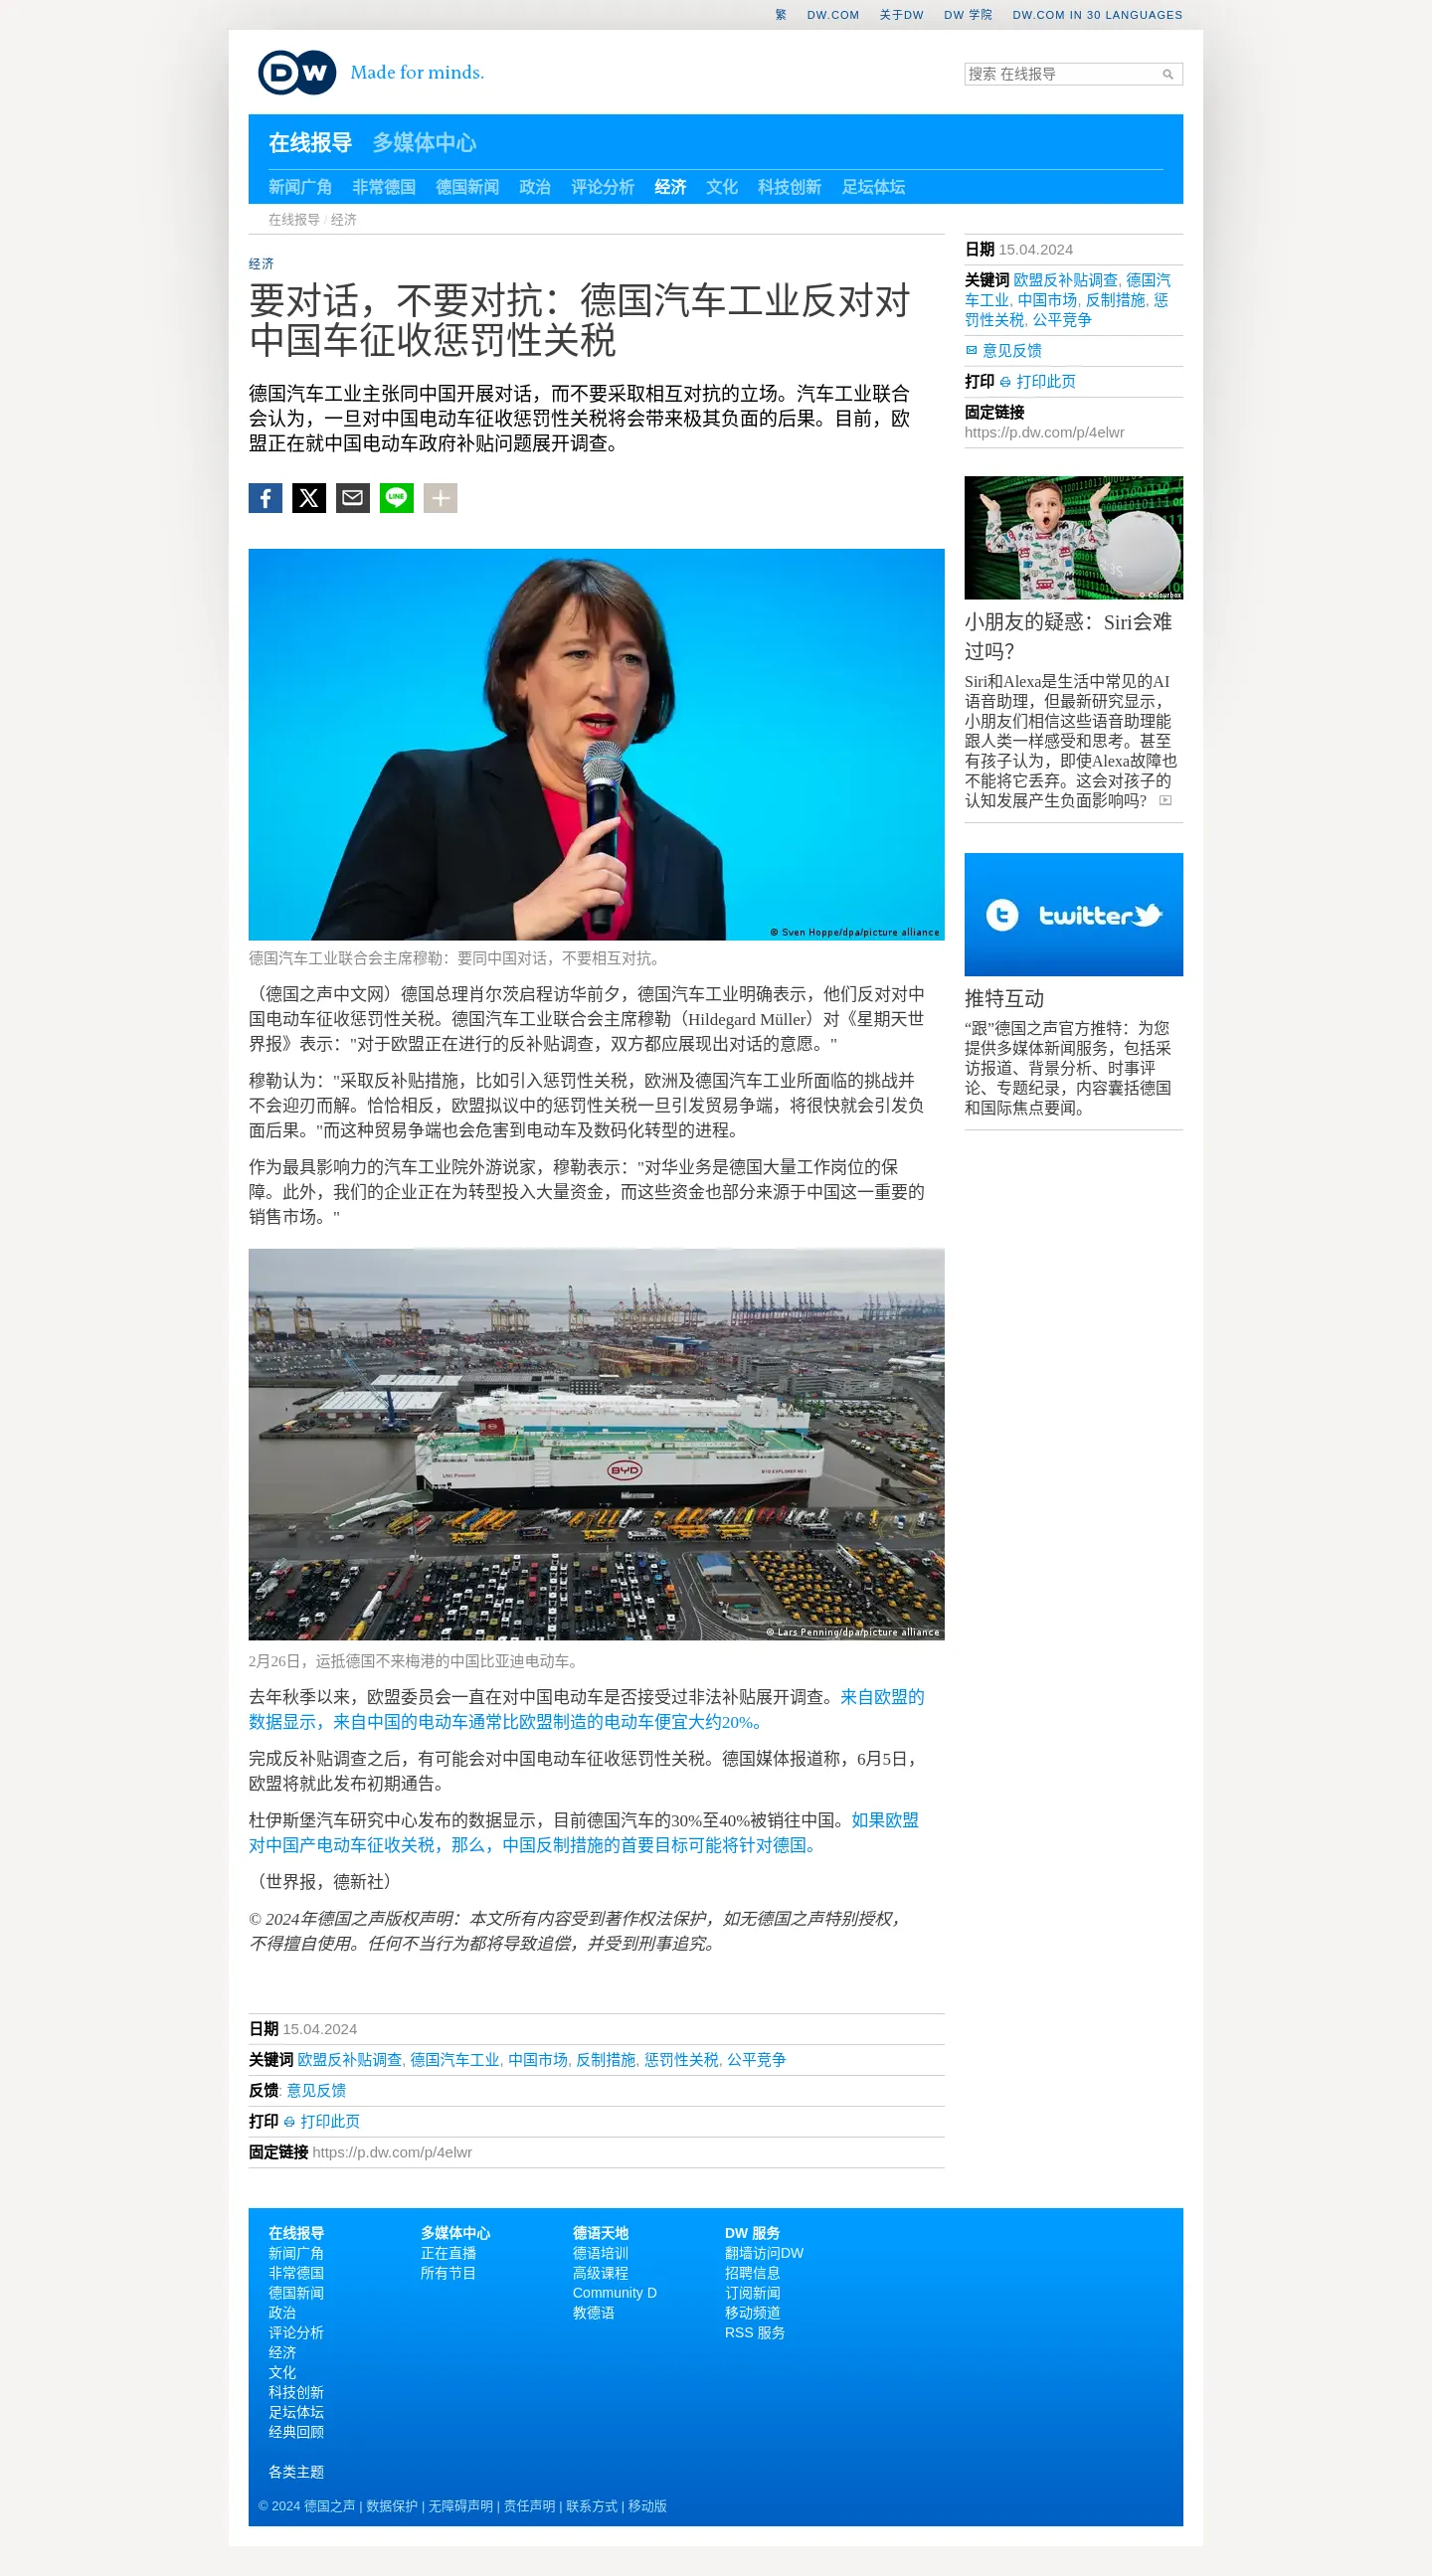 繁 DW.COM 关于DW DW 学院 DW.COM IN 30 LANGUAGES
DW Made for minds.
搜索 在线报导
在线报导 多媒体中心
新闻广角 非常德国 德国新闻 政治 评论分析 经济 文化 科技创新 足坛体坛
在线报导 / 经济
经济
要对话，不要对抗：德国汽车工业反对对
中国车征收惩罚性关税
德国汽车工业主张同中国开展对话，而不要采取相互对抗的立场。汽车工业联合
会认为，一旦对中国电动车征收惩罚性关税将会带来极其负面的后果。目前，欧
盟正在就中国电动车政府补贴问题展开调查。
LINE
© Sven Hoppe/dpa/picture alliance
德国汽车工业联合会主席穆勒：要同中国对话，不要相互对抗。
（德国之声中文网）德国总理肖尔茨启程访华前夕，德国汽车工业明确表示，他们反对对中
国电动车征收惩罚性关税。德国汽车工业联合会主席穆勒（Hildegard Müller）对《星期天世
界报》表示："对于欧盟正在进行的反补贴调查，双方都应展现出对话的意愿。"
穆勒认为："采取反补贴措施，比如引入惩罚性关税，欧洲及德国汽车工业所面临的挑战并
不会迎刃而解。恰恰相反，欧盟拟议中的惩罚性关税一旦引发贸易争端，将很快就会引发负
面后果。"而这种贸易争端也会危害到电动车及数码化转型的进程。
作为最具影响力的汽车工业院外游说家，穆勒表示："对华业务是德国大量工作岗位的保
障。此外，我们的企业正在为转型投入大量资金，而这些资金也部分来源于中国这一重要的
销售市场。"
BYD
BYD EXPLORER NO.1
© Lars Penning/dpa/picture alliance
2月26日，运抵德国不来梅港的中国比亚迪电动车。
去年秋季以来，欧盟委员会一直在对中国电动车是否接受过非法补贴展开调查。来自欧盟的
数据显示，来自中国的电动车通常比欧盟制造的电动车便宜大约20%。
完成反补贴调查之后，有可能会对中国电动车征收惩罚性关税。德国媒体报道称，6月5日，
欧盟将就此发布初期通告。
杜伊斯堡汽车研究中心发布的数据显示，目前德国汽车的30%至40%被销往中国。如果欧盟
对中国产电动车征收关税，那么，中国反制措施的首要目标可能将针对德国。
（世界报，德新社）
© 2024年德国之声版权声明：本文所有内容受到著作权法保护，如无德国之声特别授权，
不得擅自使用。任何不当行为都将导致追偿，并受到刑事追究。
日期 15.04.2024
关键词 欧盟反补贴调查, 德国汽车工业, 中国市场, 反制措施, 惩罚性关税, 公平竞争
反馈: 意见反馈
打印 打印此页
固定链接 https://p.dw.com/p/4elwr
日期 15.04.2024
关键词 欧盟反补贴调查, 德国汽
车工业, 中国市场, 反制措施, 惩
罚性关税, 公平竞争
意见反馈
打印 打印此页
固定链接
https://p.dw.com/p/4elwr
© Colourbox
小朋友的疑惑：Siri会难
过吗？
Siri和Alexa是生活中常见的AI
语音助理，但最新研究显示，
小朋友们相信这些语音助理能
跟人类一样感受和思考。甚至
有孩子认为，即使Alexa故障也
不能将它丢弃。这会对孩子的
认知发展产生负面影响吗?
t twitter
推特互动
“跟”德国之声官方推特：为您
提供多媒体新闻服务，包括采
访报道、背景分析、时事评
论、专题纪录，内容囊括德国
和国际焦点要闻。
在线报导
新闻广角
非常德国
德国新闻
政治
评论分析
经济
文化
科技创新
足坛体坛
经典回顾
各类主题
多媒体中心
正在直播
所有节目
德语天地
德语培训
高级课程
Community D
教德语
DW 服务
翻墙访问DW
招聘信息
订阅新闻
移动频道
RSS 服务
© 2024 德国之声 | 数据保护 | 无障碍声明 | 责任声明 | 联系方式 | 移动版